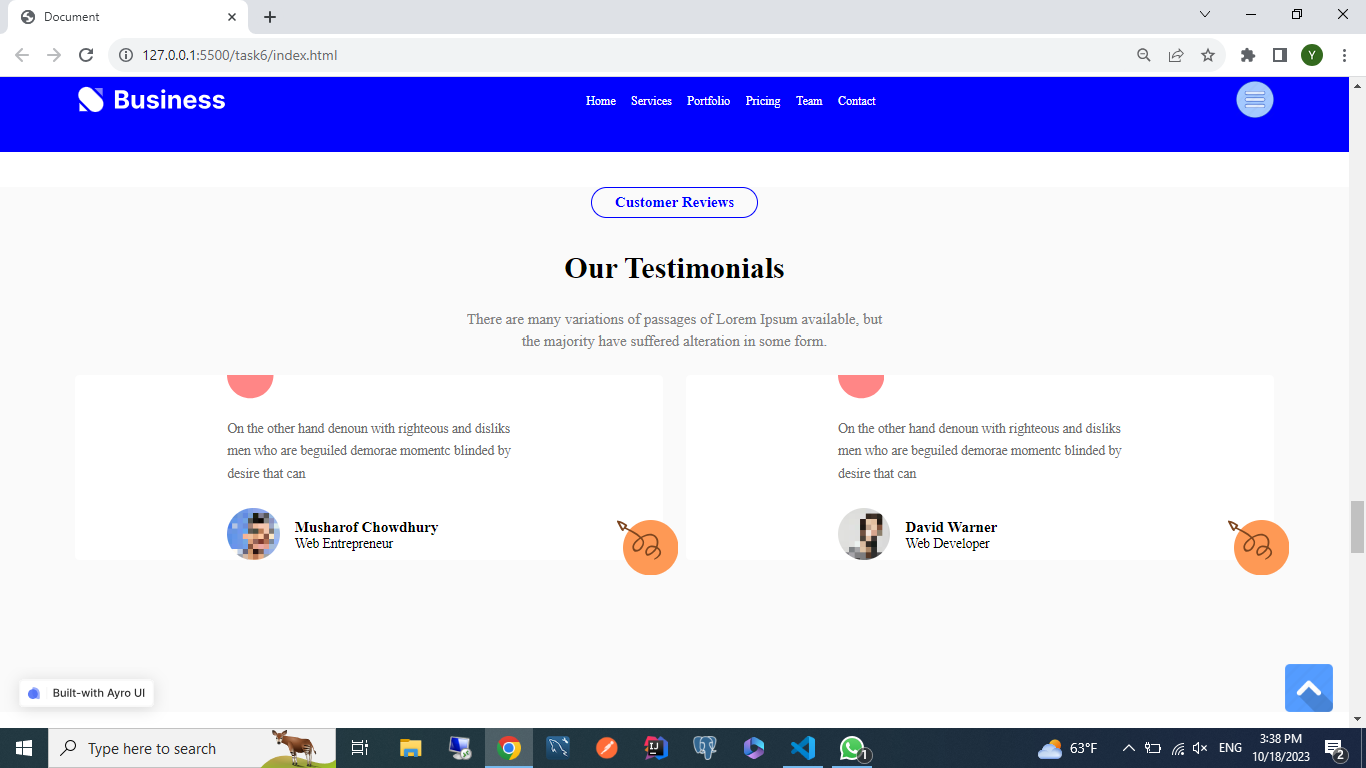 Document
127.0.0.1:5500/task6/index.html
Y
Business
Home Services Portfolio Pricing Team Contact
Customer Reviews
Our Testimonials
There are many variations of passages of Lorem Ipsum available, but
the majority have suffered alteration in some form.
On the other hand denoun with righteous and disliks
men who are beguiled demorae momentc blinded by
desire that can
Musharof Chowdhury
Web Entrepreneur
On the other hand denoun with righteous and disliks
men who are beguiled demorae momentc blinded by
desire that can
David Warner
Web Developer
Built-with Ayro UI
Type here to search
IJ
1
63°F
ENG
3:38 PM
10/18/2023
2